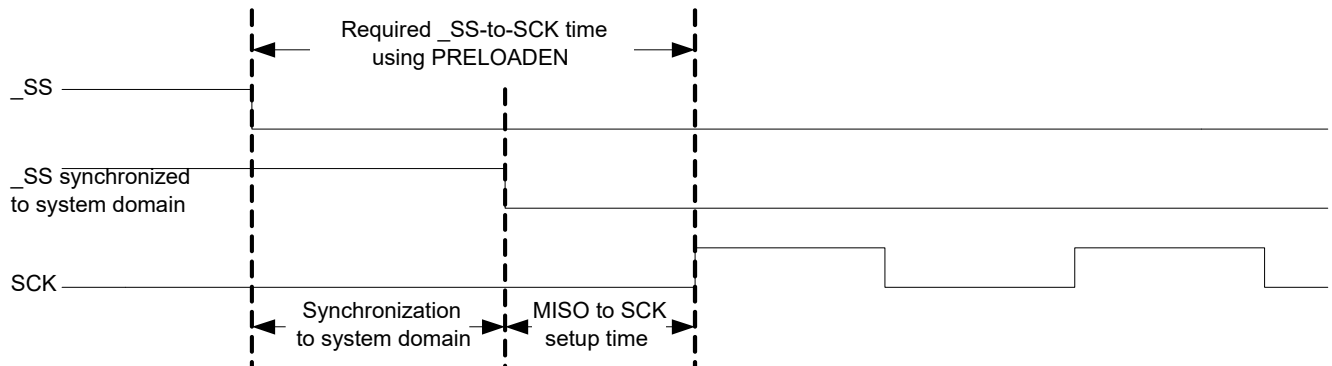 Required _SS-to-SCK time
using PRELOADEN
_SS
_SS synchronized
to system domain
SCK
Synchronization
to system domain
MISO to SCK
setup time